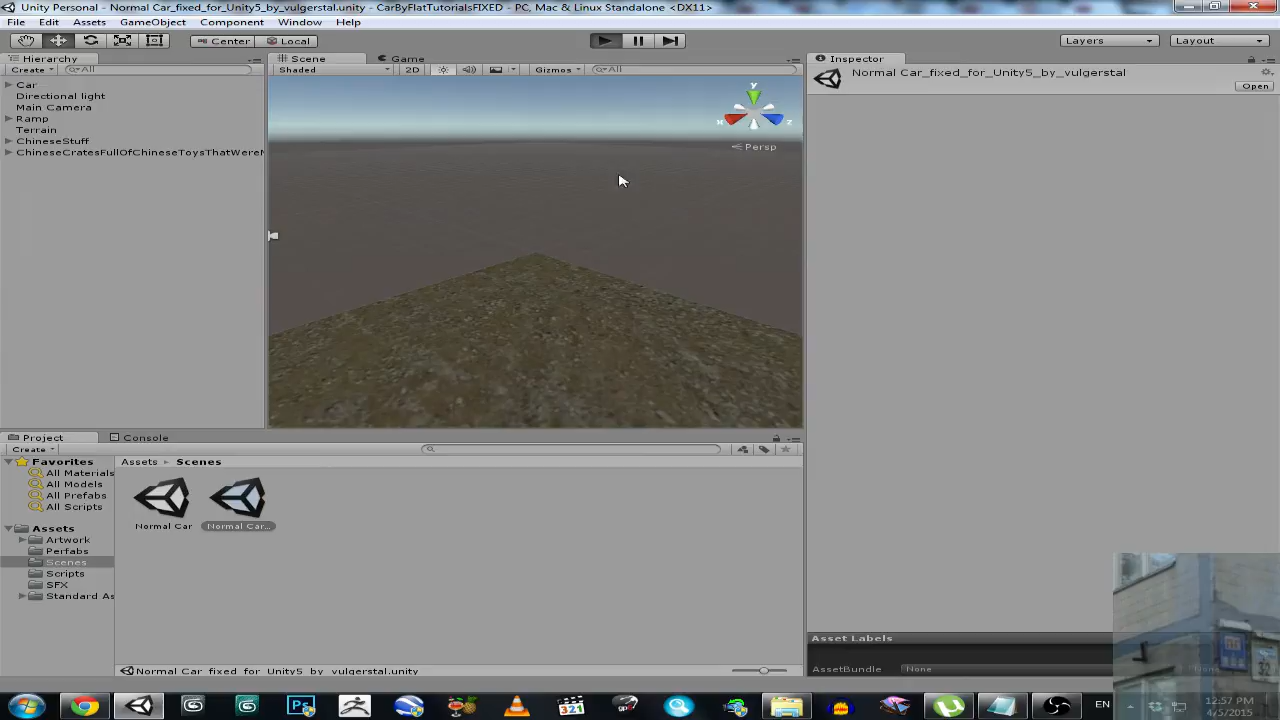 Unity Personal - Normal Car_fixed_for_Unity5_by_vulgerstal.unity - CarByFlatTutorialsFIXED - PC, Mac & Linux Standalone <DX11>
File Edit Assets GameObject Component Window Help
Center Local Layers Layout
Hierarchy Scene Game Inspector
Create All Shaded 2D Gizmos All Normal Car_fixed_for_Unity5_by_vulgerstal
Open
Car
Directional light
Main Camera
Ramp
Terrain
ChineseStuff
ChineseCratesFullOfChineseToysThatWere
y
x z
Persp
Project Console
Create
Favorites Assets Scenes
All Materials
All Models
All Prefabs
All Scripts
Assets
Artwork
Perfabs
Scenes
Scripts
SFX
Standard As
Normal Car Normal Car...
Asset Labels
AssetBundle None
Normal Car_fixed_for_Unity5_by_vulgerstal.unity
321
EN
12:57 PM
4/5/2015